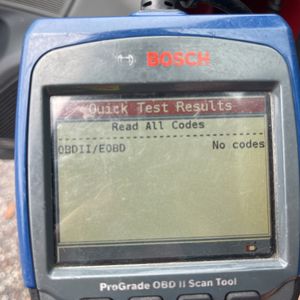 BOSCH
Quick Test Results
Read All Codes
OBDII/EOBD No codes
ProGrade OBD II Scan Tool